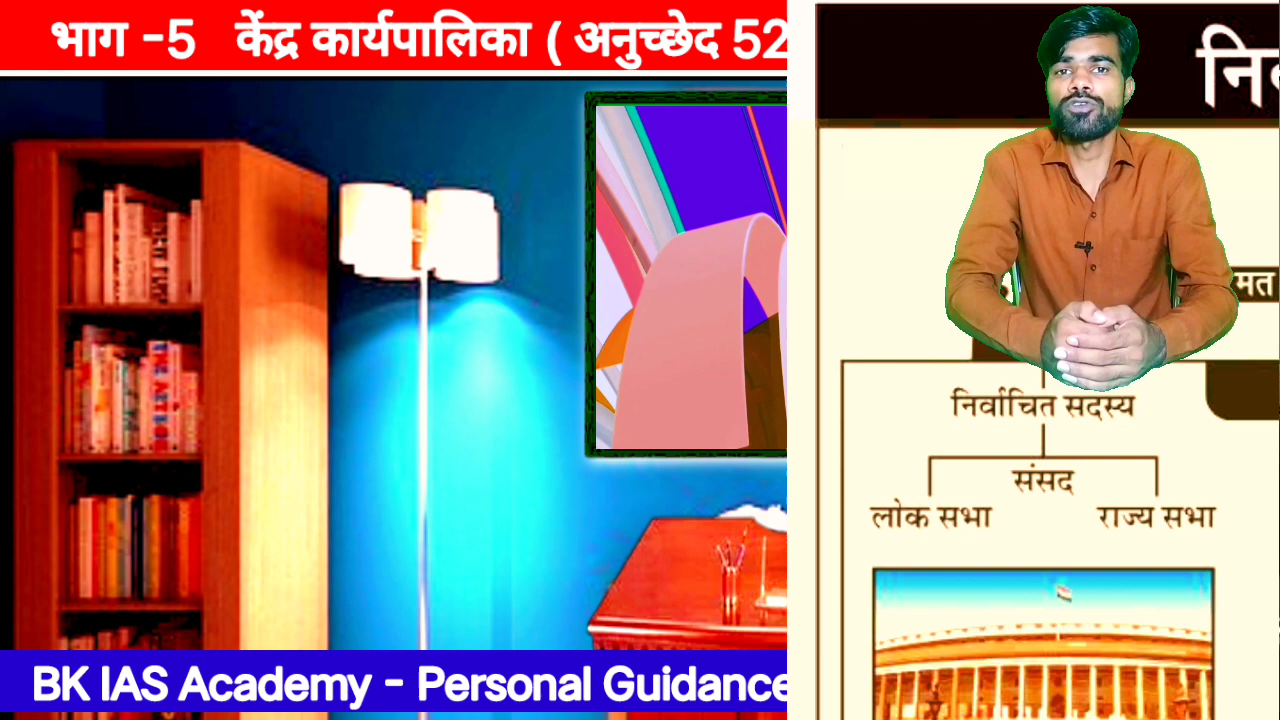 भाग -5 केंद्र कार्यपालिका ( अनुच्छेद 52
निर्वाचित सदस्य
संसद
लोक सभा राज्य सभा
BK IAS Academy - Personal Guidance